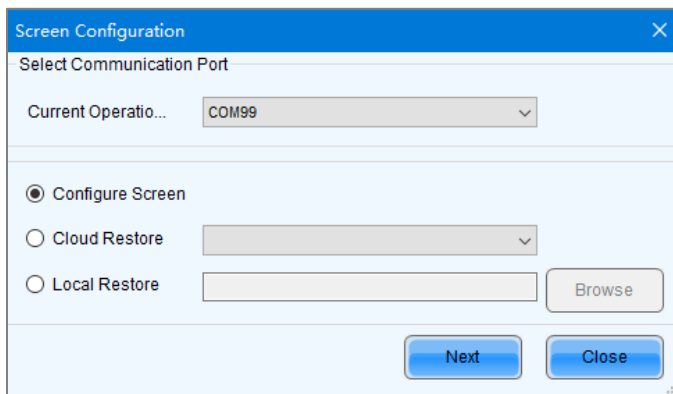 Screen Configuration
Select Communication Port
Current Operatio... COM99
Configure Screen
Cloud Restore
Local Restore Browse
Next Close